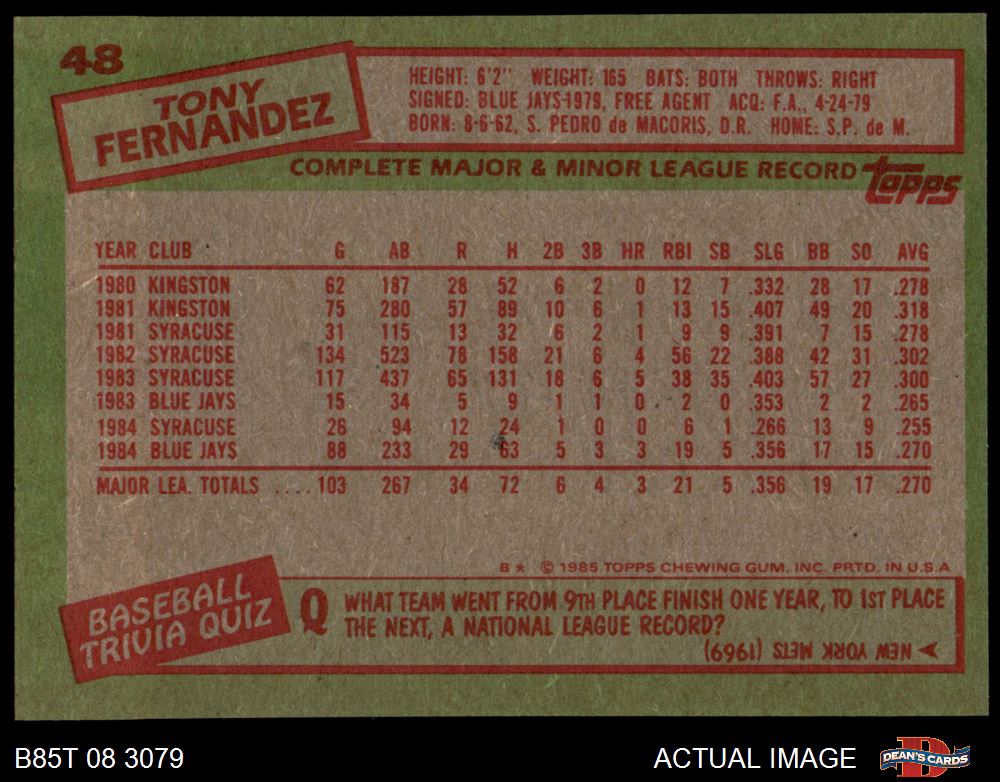 48
TONY
FERNANDEZ
HEIGHT: 6'2" WEIGHT: 165 BATS: BOTH THROWS: RIGHT
SIGNED: BLUE JAYS-1979, FREE AGENT ACQ: F.A., 4-24-79
BORN: 8-6-62, S. PEDRO de MACORIS, D.R. HOME: S.P. de M.
COMPLETE MAJOR & MINOR LEAGUE RECORD topps
YEAR CLUB G AB R H 2B 3B HR RBI SB SLG BB SO AVG
1980 KINGSTON 62 187 28 52 6 2 0 12 7 .332 28 17 .278
1981 KINGSTON 75 280 57 89 10 6 1 13 15 .407 49 20 .318
1981 SYRACUSE 31 115 13 32 6 2 1 9 9 .391 7 15 .278
1982 SYRACUSE 134 523 78 158 21 6 4 56 22 .388 42 31 .302
1983 SYRACUSE 117 437 65 131 18 6 5 38 35 .403 57 27 .300
1983 BLUE JAYS 15 34 5 9 1 1 0 2 0 .353 2 2 .265
1984 SYRACUSE 26 94 12 24 1 0 0 6 1 .266 13 9 .255
1984 BLUE JAYS 88 233 29 63 5 3 3 19 5 .356 17 15 .270
MAJOR LEA. TOTALS .... 103 267 34 72 6 4 3 21 5 .356 19 17 .270
B★ © 1985 TOPPS CHEWING GUM, INC. PRTD. IN U.S.A
BASEBALL
TRIVIA QUIZ
Q WHAT TEAM WENT FROM 9TH PLACE FINISH ONE YEAR, TO 1ST PLACE
THE NEXT, A NATIONAL LEAGUE RECORD?
NEW YORK METS (1969)
B85T 08 3079
ACTUAL IMAGE
D
DEAN'S CARDS